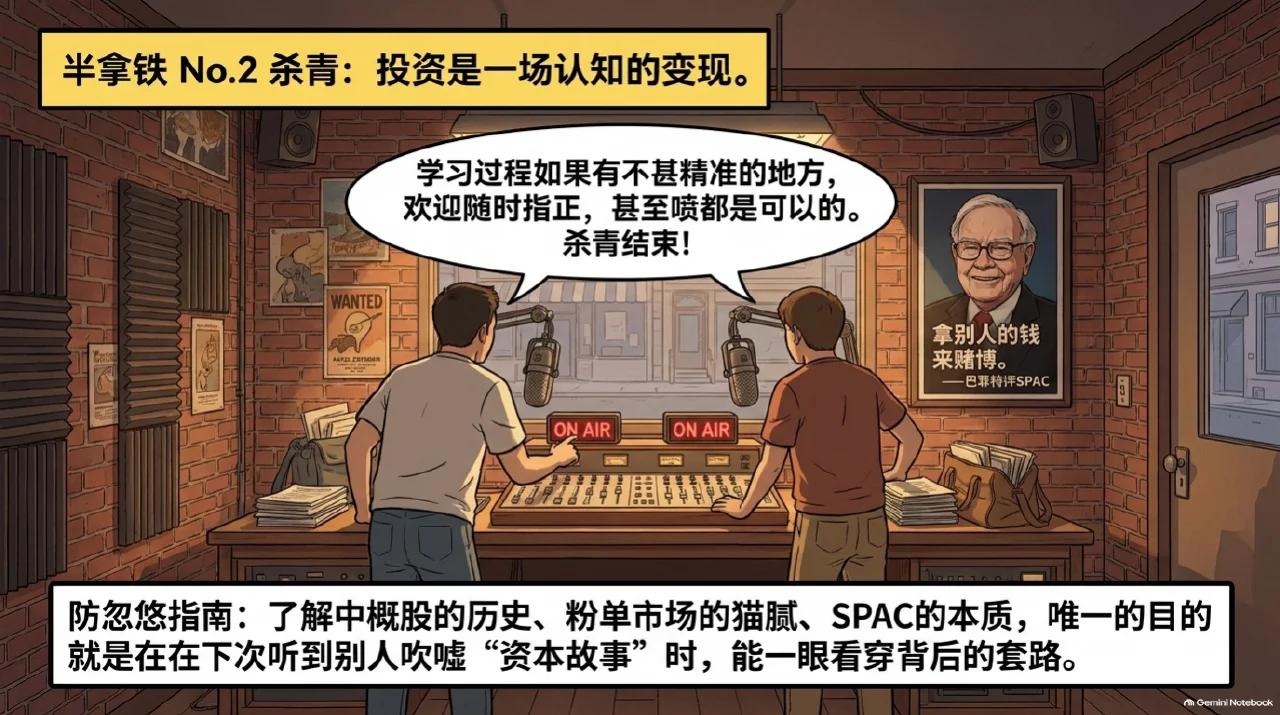 半拿铁 No.2 杀青：投资是一场认知的变现。
学习过程如果有不甚精准的地方，
欢迎随时指正，甚至喷都是可以的。
杀青结束！
WANTED
拿别人的钱
来赌博。
——巴菲特评SPAC
ON AIR
ON AIR
防忽悠指南：了解中概股的历史、粉单市场的猫腻、SPAC的本质，唯一的目的
就是在在下次听到别人吹嘘“资本故事”时，能一眼看穿背后的套路。
Gemini Notebook